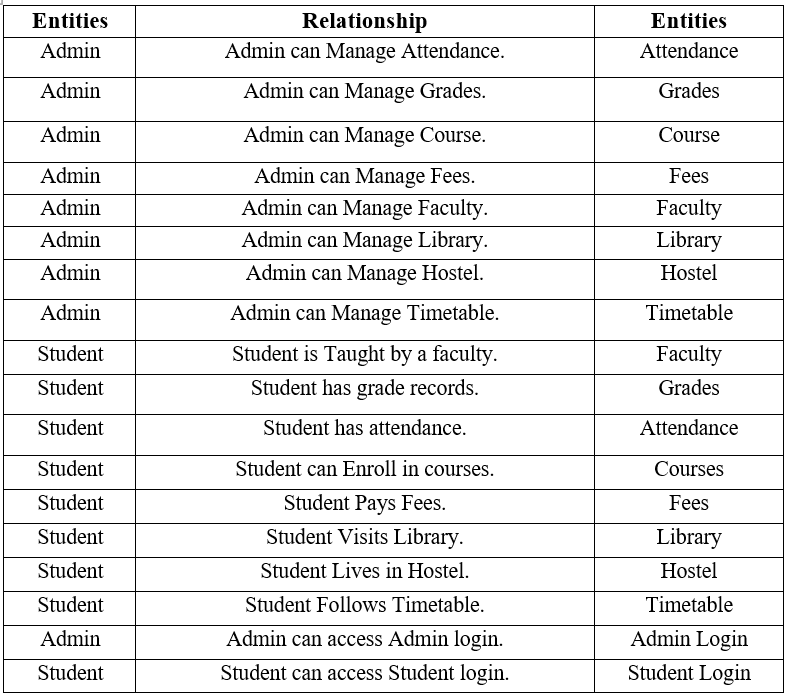 Entities Relationship Entities
Admin Admin can Manage Attendance. Attendance
Admin Admin can Manage Grades. Grades
Admin Admin can Manage Course. Course
Admin Admin can Manage Fees. Fees
Admin Admin can Manage Faculty. Faculty
Admin Admin can Manage Library. Library
Admin Admin can Manage Hostel. Hostel
Admin Admin can Manage Timetable. Timetable
Student Student is Taught by a faculty. Faculty
Student Student has grade records. Grades
Student Student has attendance. Attendance
Student Student can Enroll in courses. Courses
Student Student Pays Fees. Fees
Student Student Visits Library. Library
Student Student Lives in Hostel. Hostel
Student Student Follows Timetable. Timetable
Admin Admin can access Admin login. Admin Login
Student Student can access Student login. Student Login